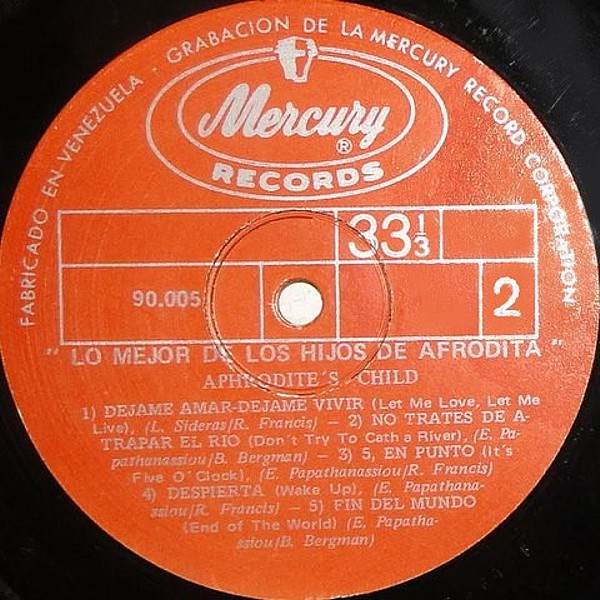 FABRICADO EN VENEZUELA - GRABACION DE LA MERCURY RECORD CORPORATION
Mercury ®
RECORDS
33 1/3
90.005
2
" LO MEJOR DE LOS HIJOS DE AFRODITA "
APHRODITE´S CHILD
1) DEJAME AMAR-DEJAME VIVIR (Let Me Love, Let Me
Live), (L. Sideras/R. Francis) – 2) NO TRATES DE A-
TRAPAR EL RIO (Don´t Try To Cath a River), (E. Pa-
pathanassiou/B. Bergman) – 3) 5, EN PUNTO (It´s
Five O´Clock), (E. Papathanassiou/R. Francis)
4) DESPIERTA (Wake Up), (E. Papathana-
ssiou/R. Francis) – 5) FIN DEL MUNDO
(End of The World) (E. Papatha-
ssiou/B. Bergman)